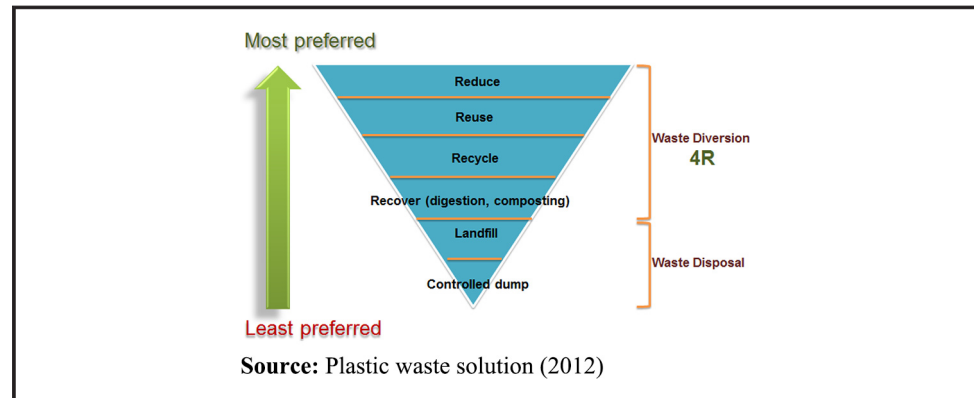 Most preferred
Reduce
Reuse
Recycle
Recover (digestion, composting)
Landfill
Controlled dump
Waste Diversion
4R
Waste Disposal
Least preferred
Source: Plastic waste solution (2012)